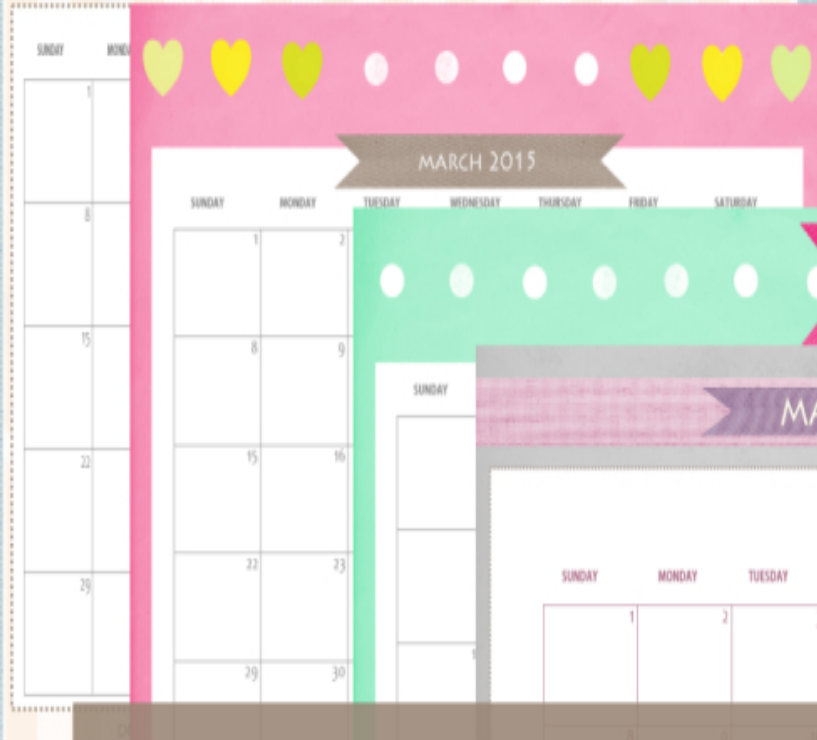 SUNDAY
1
8
15
22
29
MARCH 2015
SUNDAY MONDAY TUESDAY WEDNESDAY THURSDAY FRIDAY SATURDAY
1 2
8 9
15 16
22 23
29 30
SUNDAY
MA
SUNDAY MONDAY TUESDAY
1 2